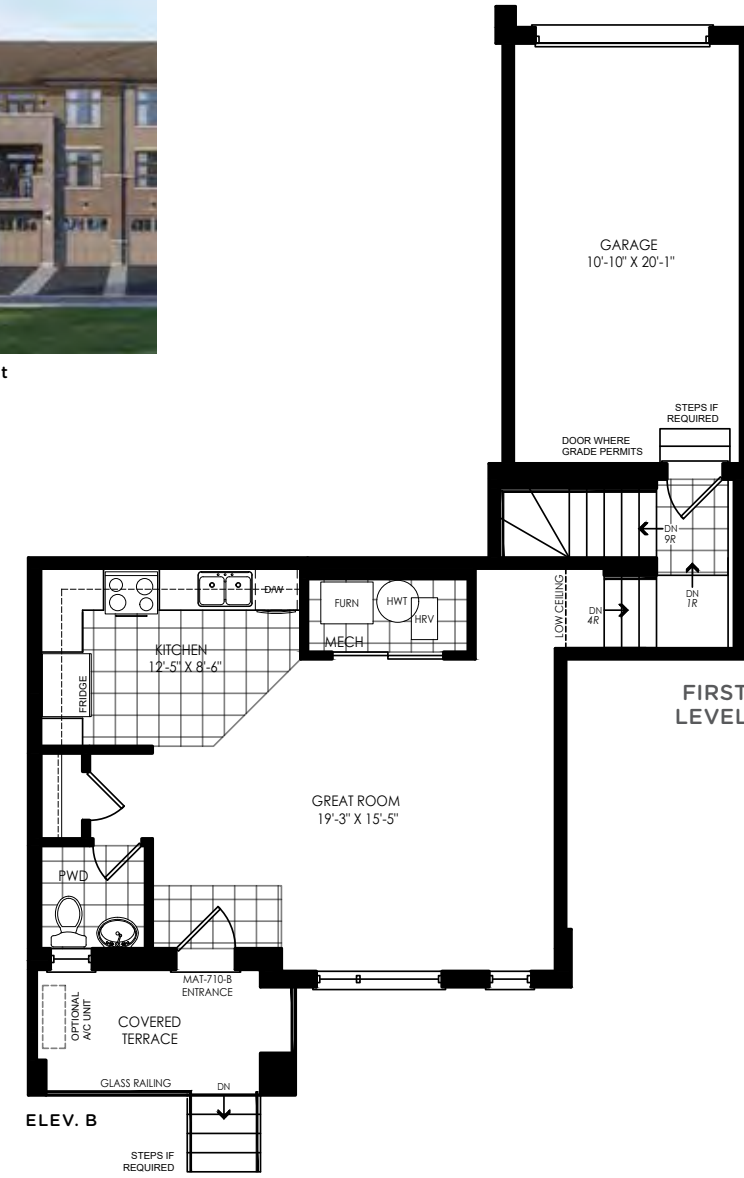 t
GARAGE
10'-10" X 20'-1"
STEPS IF
REQUIRED
DOOR WHERE
GRADE PERMITS
DN
9R
DN
1R
DN
4R
LOW CEILING
FIRST
LEVEL
D/W
FURN
HWT
HRV
MECH
KITCHEN
12'-5" X 8'-6"
FRIDGE
GREAT ROOM
19'-3" X 15'-5"
PWD
MAT-710-B
ENTRANCE
OPTIONAL
A/C UNIT
COVERED
TERRACE
GLASS RAILING
DN
ELEV. B
STEPS IF
REQUIRED